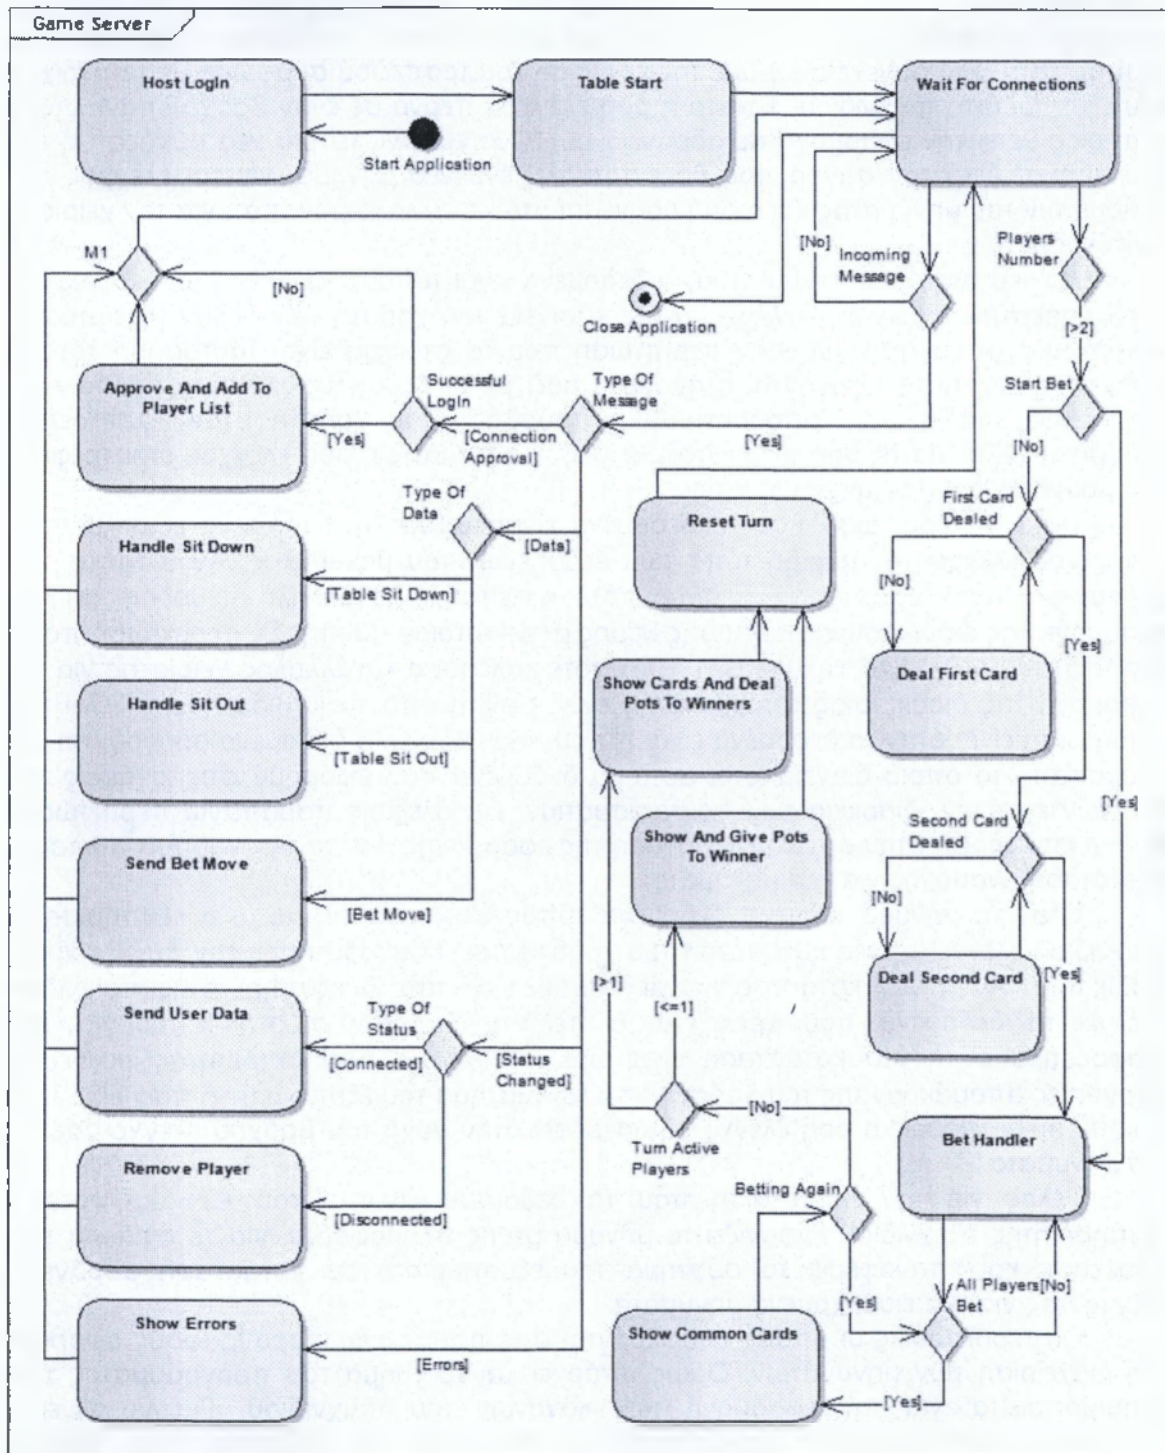 Game Server
Host LogIn
Table Start
Wait For Connections
Start Application
M1
[No]
[No]
Incoming
Message
Players
Number
Close Application
[>2]
Approve And Add To
Player List
Successful
LogIn
Type Of
Message
Start Bet
[Yes]
[Connection
Approval]
[Yes]
[No]
Type Of
Data
First Card
Dealed
Handle Sit Down
[Data]
Reset Turn
[Table Sit Down]
[No]
[Yes]
Deal First Card
Handle Sit Out
Show Cards And Deal
Pots To Winners
[Table Sit Out]
[Yes]
Show And Give Pots
To Winner
Second Card
Dealed
Send Bet Move
[No]
[Bet Move]
Deal Second Card
[Yes]
[>1]
[<=1]
Send User Data
Type Of
Status
[Connected]
[Status
Changed]
[No]
Turn Active
Players
Bet Handler
Remove Player
Betting Again
[Disconnected]
All Players
Bet
[No]
[Yes]
Show Errors
Show Common Cards
[Errors]
[Yes]